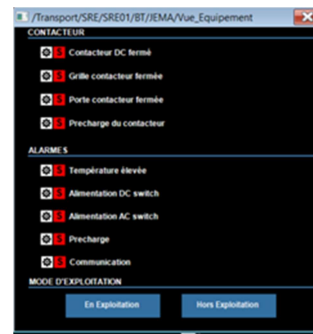 /Transport/SRE/SRE01/BT/JEMA/Vue_Equipement
CONTACTEUR
S Contacteur DC fermé
S Grille contacteur fermée
S Porte contacteur fermée
S Precharge du contacteur
ALARMES
S Température élevée
S Alimentation DC switch
S Alimentation AC switch
S Precharge
S Communication
MODE D'EXPLOITATION
En Exploitation Hors Exploitation